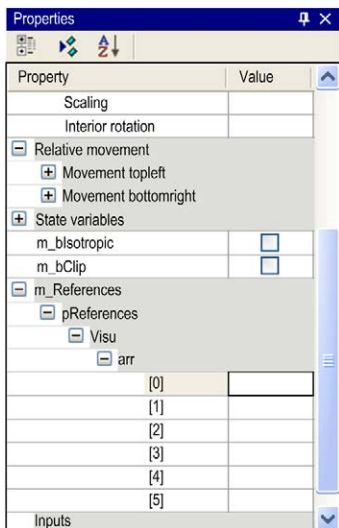 Properties
Property Value
Scaling
Interior rotation
Relative movement
Movement topleft
Movement bottomright
State variables
m_bIsotropic
m_bClip
m_References
pReferences
Visu
arr
[0]
[1]
[2]
[3]
[4]
[5]
Inputs